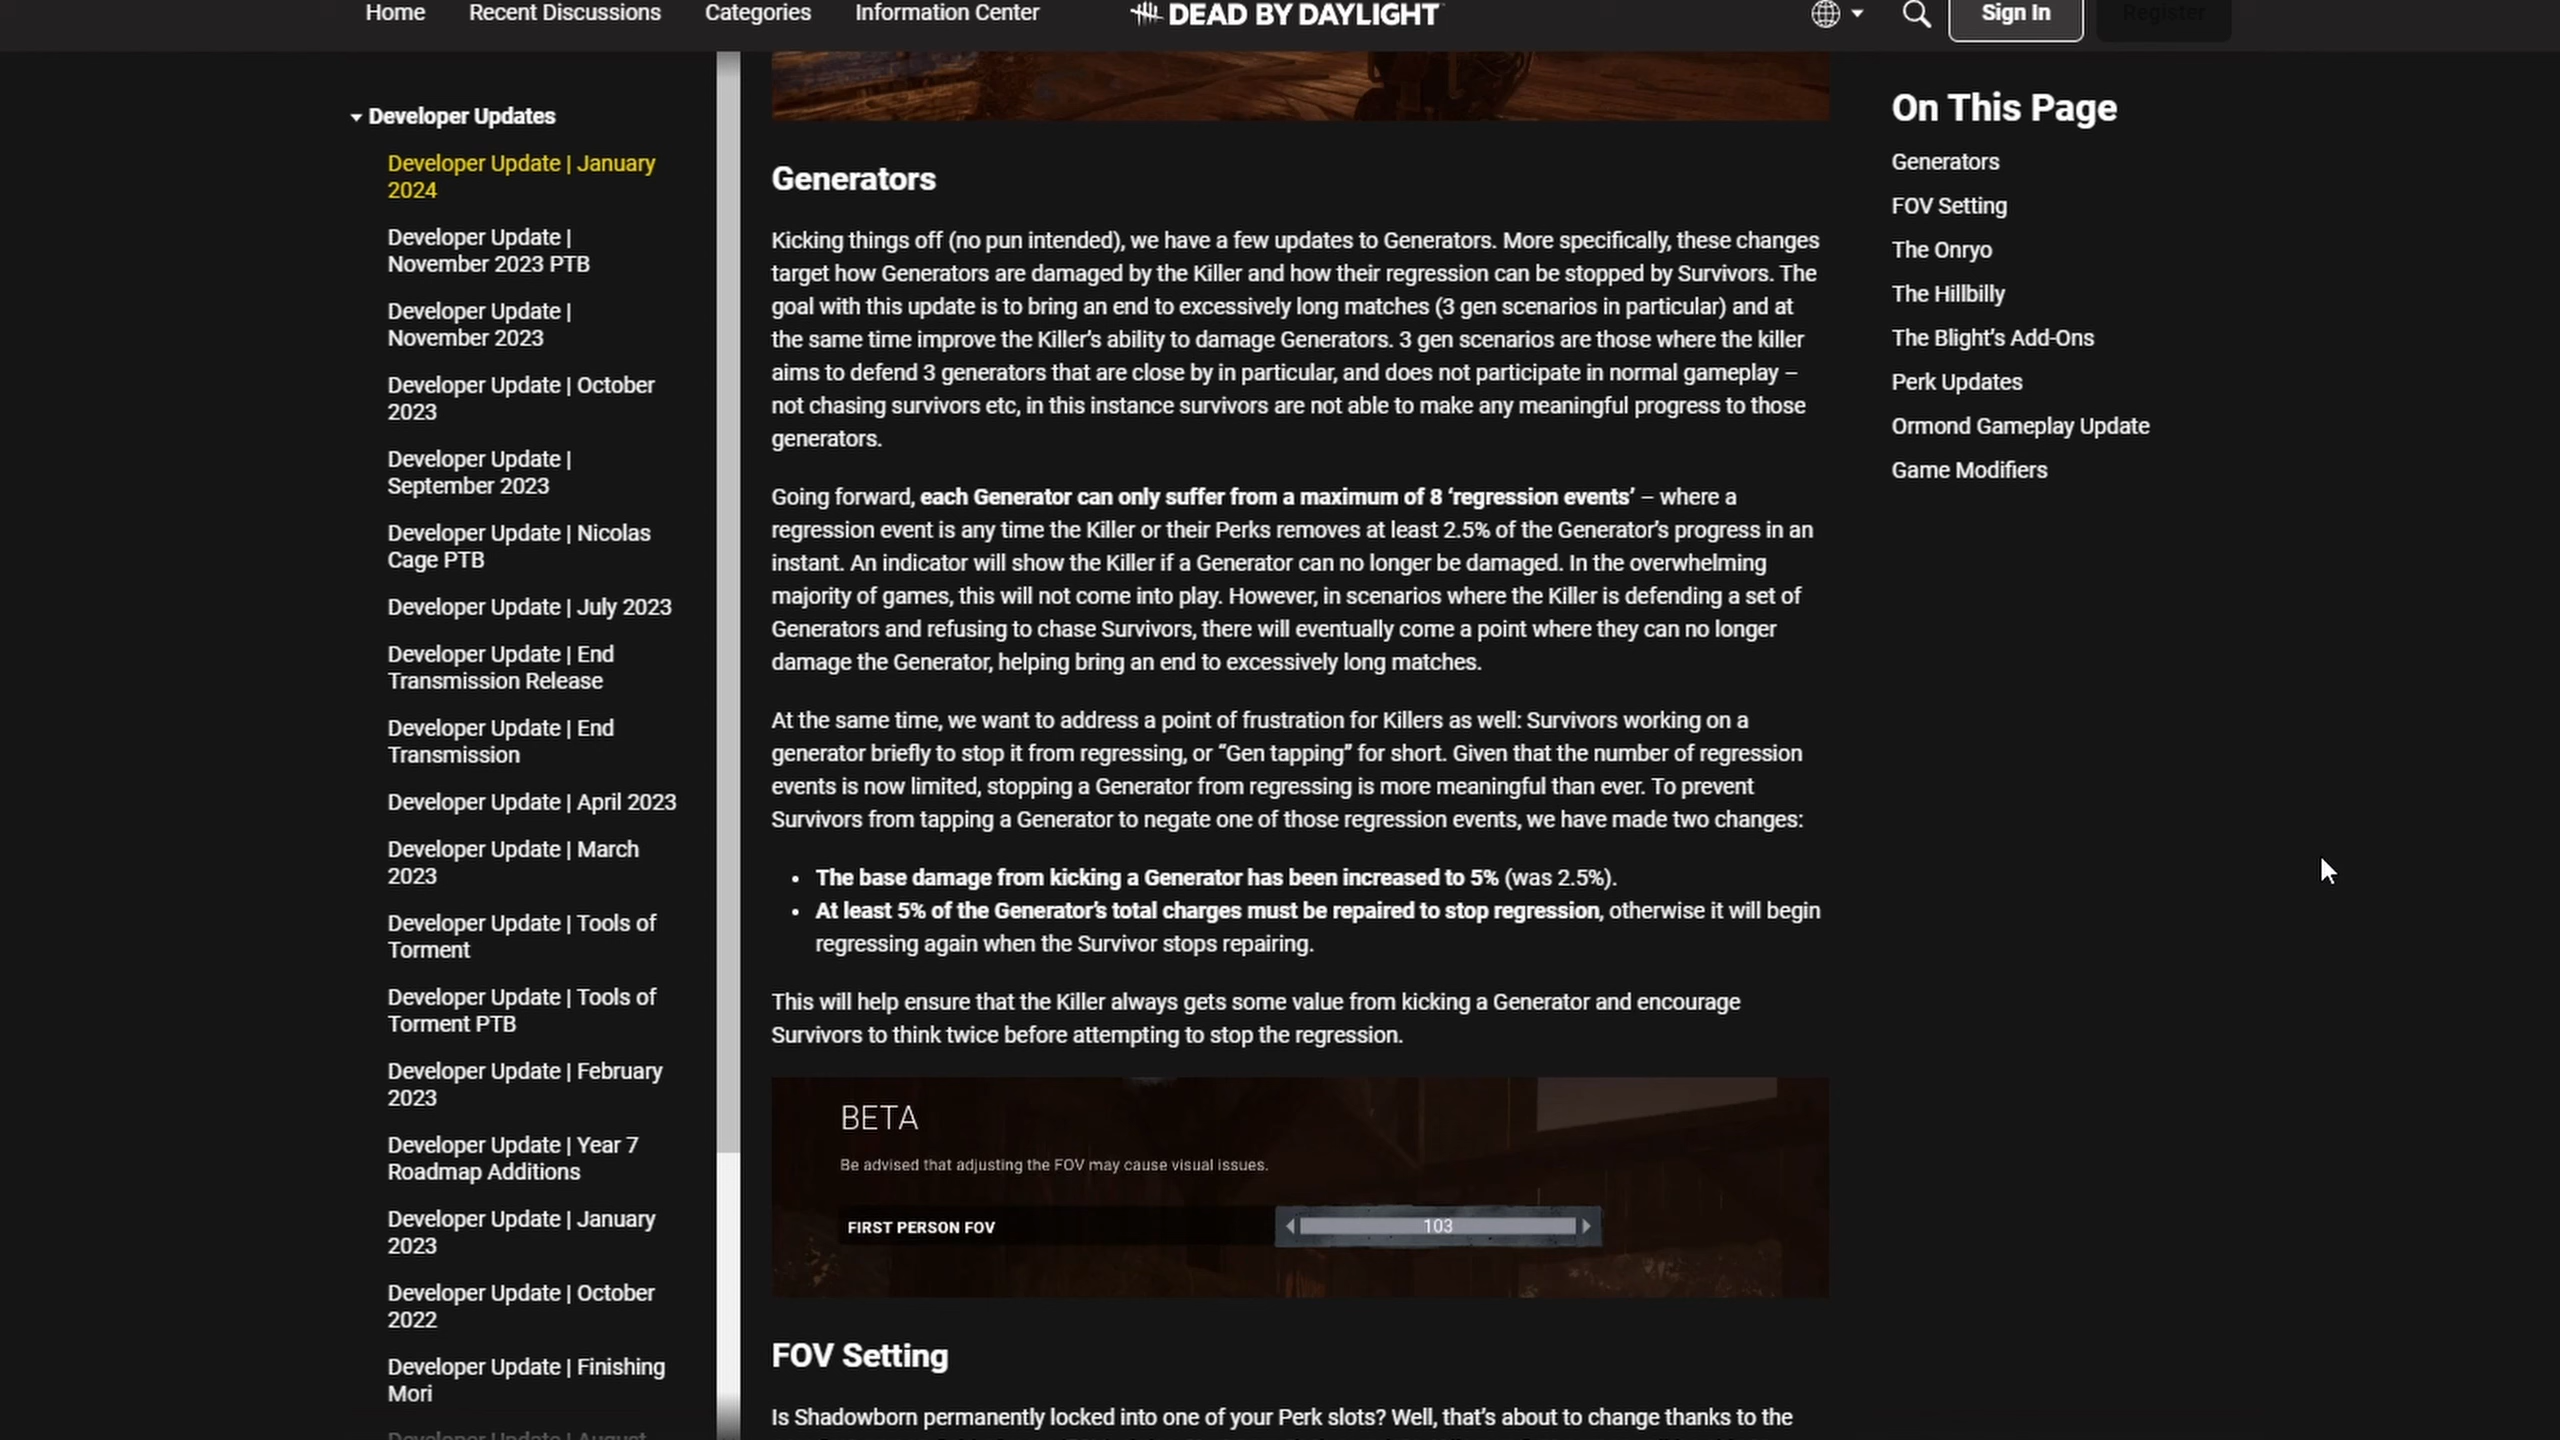 Home
Recent Discussions
Categories
Information Center
DEAD BY DAYLIGHT
Sign In
Register
Developer Updates
Developer Update | January
2024
Developer Update |
November 2023 PTB
Developer Update |
November 2023
Developer Update | October
2023
Developer Update |
September 2023
Developer Update | Nicolas
Cage PTB
Developer Update | July 2023
Developer Update | End
Transmission Release
Developer Update | End
Transmission
Developer Update | April 2023
Developer Update | March
2023
Developer Update | Tools of
Torment
Developer Update | Tools of
Torment PTB
Developer Update | February
2023
Developer Update | Year 7
Roadmap Additions
Developer Update | January
2023
Developer Update | October
2022
Developer Update | Finishing
Mori
Developer Update | August
Generators
Kicking things off (no pun intended), we have a few updates to Generators. More specifically, these changes
target how Generators are damaged by the Killer and how their regression can be stopped by Survivors. The
goal with this update is to bring an end to excessively long matches (3 gen scenarios in particular) and at
the same time improve the Killer’s ability to damage Generators. 3 gen scenarios are those where the killer
aims to defend 3 generators that are close by in particular, and does not participate in normal gameplay –
not chasing survivors etc, in this instance survivors are not able to make any meaningful progress to those
generators.
Going forward, each Generator can only suffer from a maximum of 8 ‘regression events’ – where a
regression event is any time the Killer or their Perks removes at least 2.5% of the Generator’s progress in an
instant. An indicator will show the Killer if a Generator can no longer be damaged. In the overwhelming
majority of games, this will not come into play. However, in scenarios where the Killer is defending a set of
Generators and refusing to chase Survivors, there will eventually come a point where they can no longer
damage the Generator, helping bring an end to excessively long matches.
At the same time, we want to address a point of frustration for Killers as well: Survivors working on a
generator briefly to stop it from regressing, or “Gen tapping” for short. Given that the number of regression
events is now limited, stopping a Generator from regressing is more meaningful than ever. To prevent
Survivors from tapping a Generator to negate one of those regression events, we have made two changes:
• The base damage from kicking a Generator has been increased to 5% (was 2.5%).
• At least 5% of the Generator’s total charges must be repaired to stop regression, otherwise it will begin
regressing again when the Survivor stops repairing.
This will help ensure that the Killer always gets some value from kicking a Generator and encourage
Survivors to think twice before attempting to stop the regression.
BETA
Be advised that adjusting the FOV may cause visual issues.
FIRST PERSON FOV
103
FOV Setting
Is Shadowborn permanently locked into one of your Perk slots? Well, that’s about to change thanks to the
On This Page
Generators
FOV Setting
The Onryo
The Hillbilly
The Blight’s Add-Ons
Perk Updates
Ormond Gameplay Update
Game Modifiers